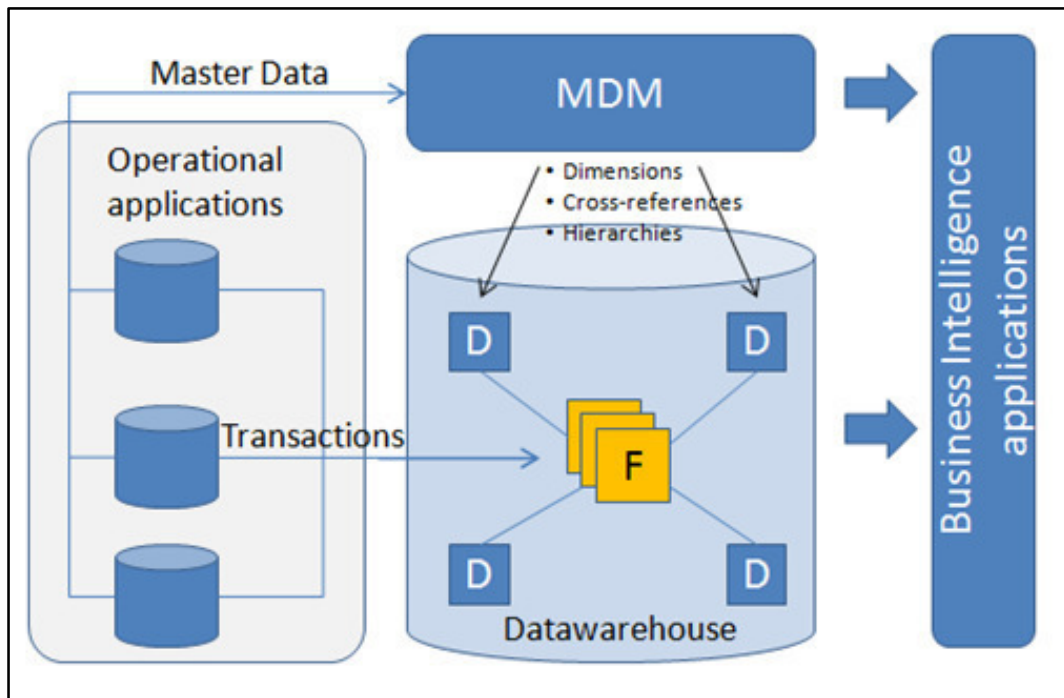 Master Data
MDM
Operational
applications
• Dimensions
• Cross-references
• Hierarchies
D
D
Transactions
F
D
D
Datawarehouse
Business Intelligence
applications